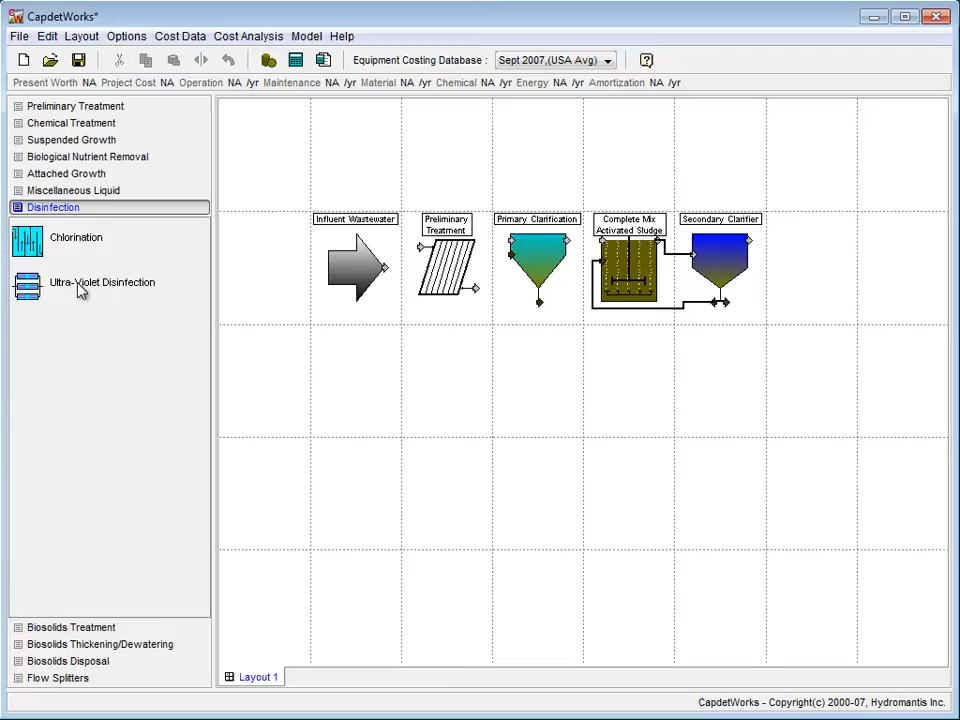 CapdetWorks*
File Edit Layout Options Cost Data Cost Analysis Model Help
Equipment Costing Database : Sept 2007,(USA Avg)
Present Worth NA Project Cost NA Operation NA /yr Maintenance NA /yr Material NA /yr Chemical NA /yr Energy NA /yr Amortization NA /yr
Preliminary Treatment
Chemical Treatment
Suspended Growth
Biological Nutrient Removal
Attached Growth
Miscellaneous Liquid
Disinfection
Chlorination
Ultra-Violet Disinfection
Biosolids Treatment
Biosolids Thickening/Dewatering
Biosolids Disposal
Flow Splitters
Influent Wastewater
Preliminary
Treatment
Primary Clarification
Complete Mix
Activated Sludge
Secondary Clarifier
Layout 1
CapdetWorks - Copyright(c) 2000-07, Hydromantis Inc.